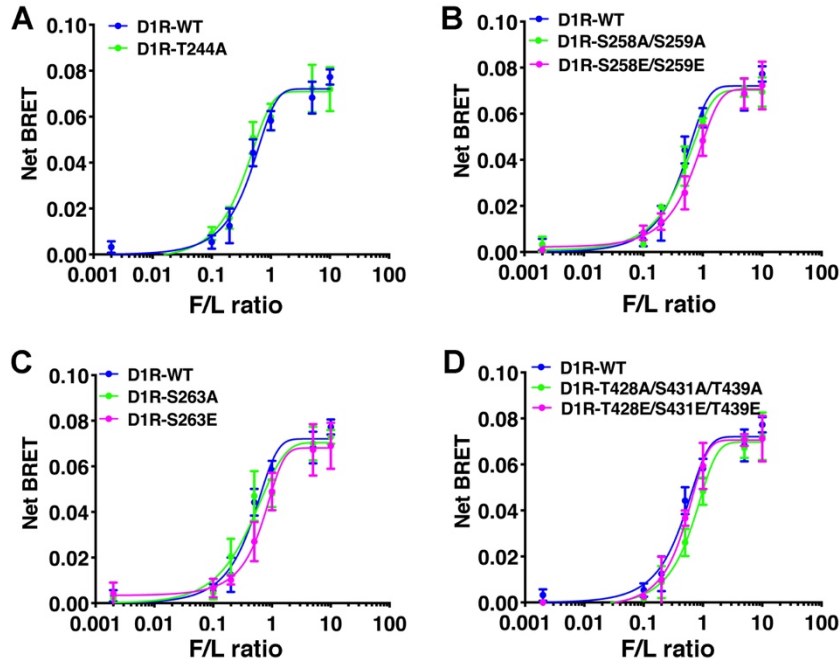 A
D1R-WT
D1R-T244A
Net BRET
0.10
0.08
0.06
0.04
0.02
0.00
0.001 0.01 0.1 1 10 100
F/L ratio
B
D1R-WT
D1R-S258A/S259A
D1R-S258E/S259E
Net BRET
0.10
0.08
0.06
0.04
0.02
0.00
0.001 0.01 0.1 1 10 100
F/L ratio
C
D1R-WT
D1R-S263A
D1R-S263E
Net BRET
0.10
0.08
0.06
0.04
0.02
0.00
0.001 0.01 0.1 1 10 100
F/L ratio
D
D1R-WT
D1R-T428A/S431A/T439A
D1R-T428E/S431E/T439E
Net BRET
0.10
0.08
0.06
0.04
0.02
0.00
0.001 0.01 0.1 1 10 100
F/L ratio